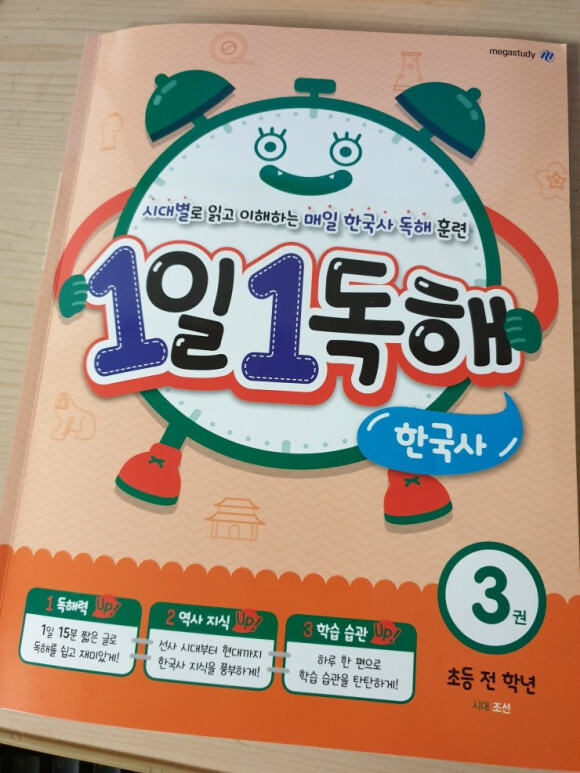 megastudy
시대별로 읽고 이해하는 매일 한국사 독해 훈련
1일1독해
한국사
3권
초등 전 학년
시대 조선
1 독해력 UP!
1일 15분 짧은 글로
독해를 쉽고 재미있게!
2 역사 지식 UP!
선사 시대부터 현대까지
한국사 지식을 풍부하게!
3 학습 습관 UP!
하루 한 편으로
학습 습관을 탄탄하게!